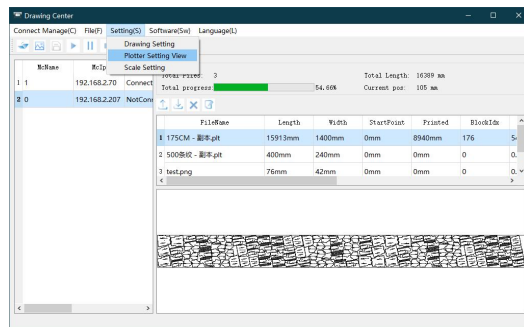 Drawing Center
Connect Manage(C) File(F) Setting(S) Software(Sw) Language(L)
Drawing Setting
Plotter Setting View
Scale Setting
McName McIp
1 1 192.168.2.70 Connect
2 0 192.168.2.207 NotConn
Total Files: 3 Total Length: 16389 mm
Total progress: 54.66% Current pos: 105 mm
FileName Length Width StartPoint Printed BlockIdx
1 175CM - 副本.plt 15913mm 1400mm 0mm 8940mm 176 54
2 500条纹 - 副本.plt 400mm 240mm 0mm 0mm 0 0.
3 test.png 76mm 42mm 0mm 0mm 0 0.